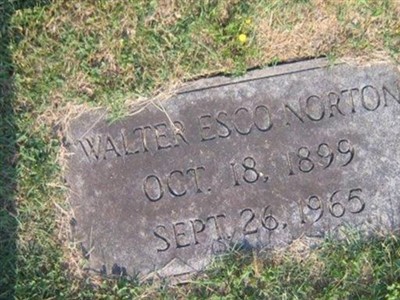 WALTER ESCO NORTON
OCT. 18, 1899
SEPT. 26, 1965